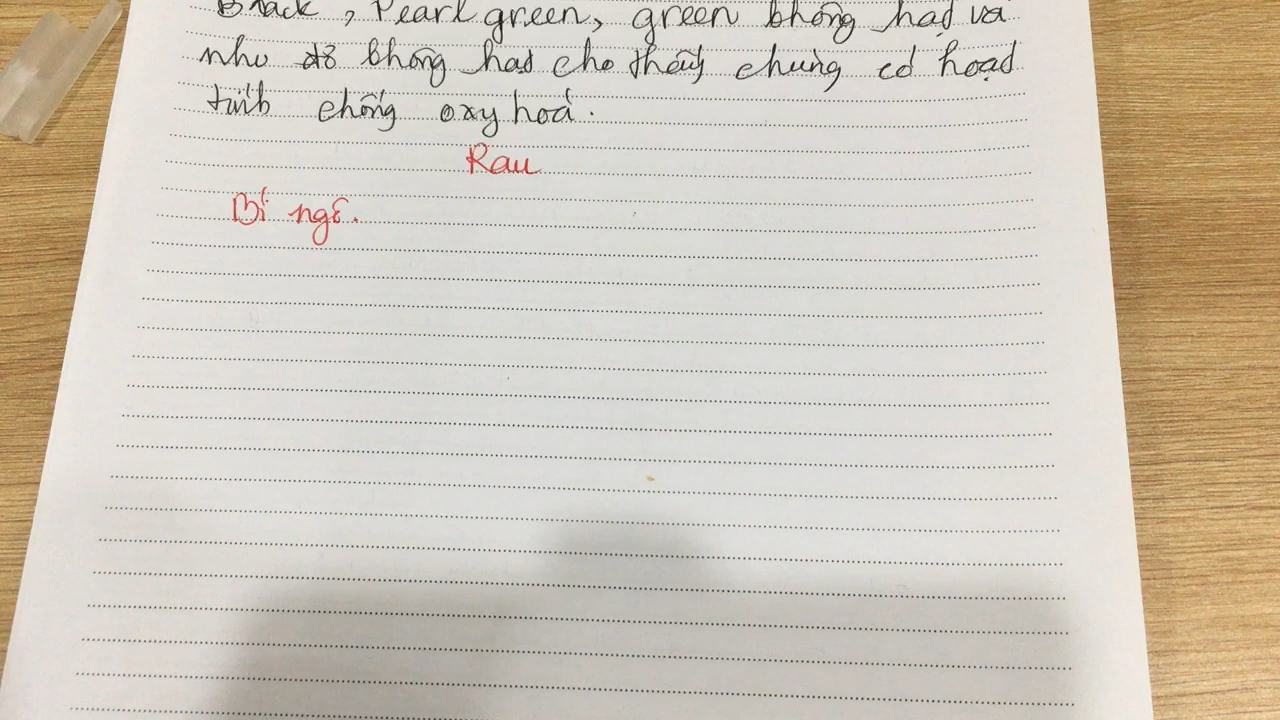 Black, Pearl green, green không hạt và
nho đỏ không hạt cho thấy chúng có hoạt
tính chống oxy hoá.
Rau
Bí ngô.